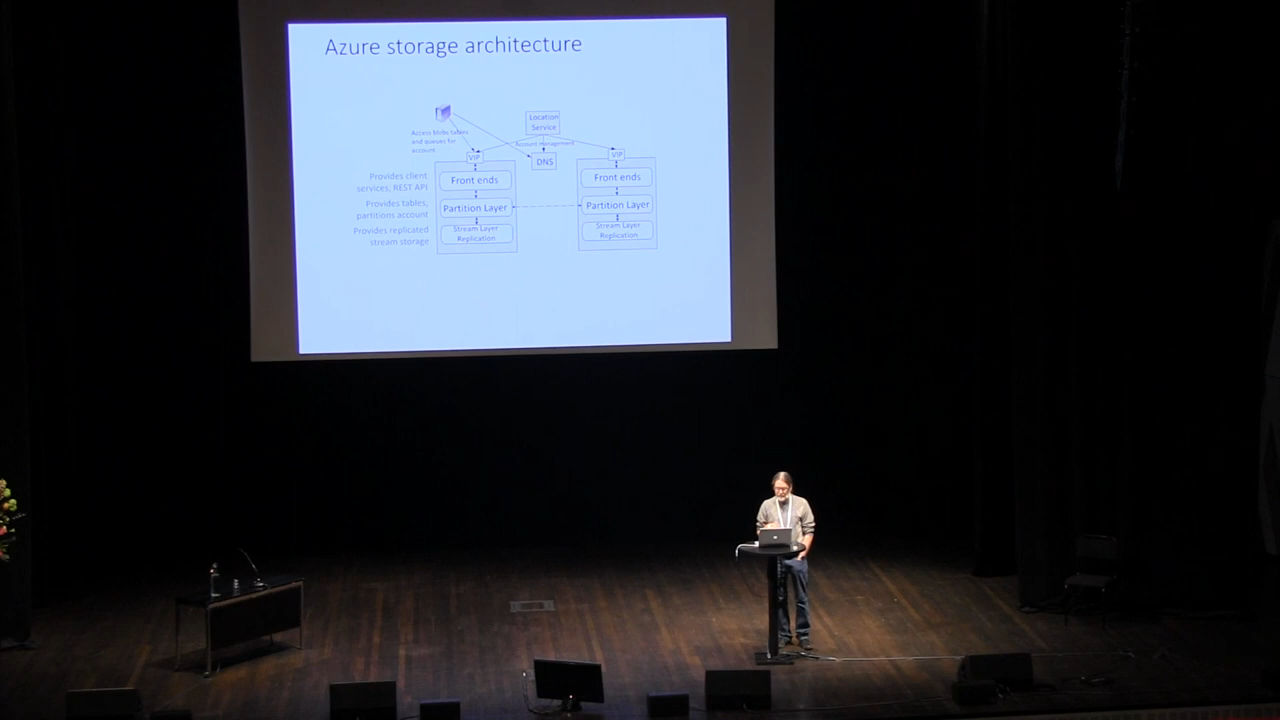 Azure storage architecture
Location
Service
Access blobs tables
and queues for
account
Account management
VIP
DNS
VIP
Provides client
services, REST API
Front ends
Front ends
Provides tables,
partitions account
Partition Layer
Partition Layer
Provides replicated
stream storage
Stream Layer
Replication
Stream Layer
Replication